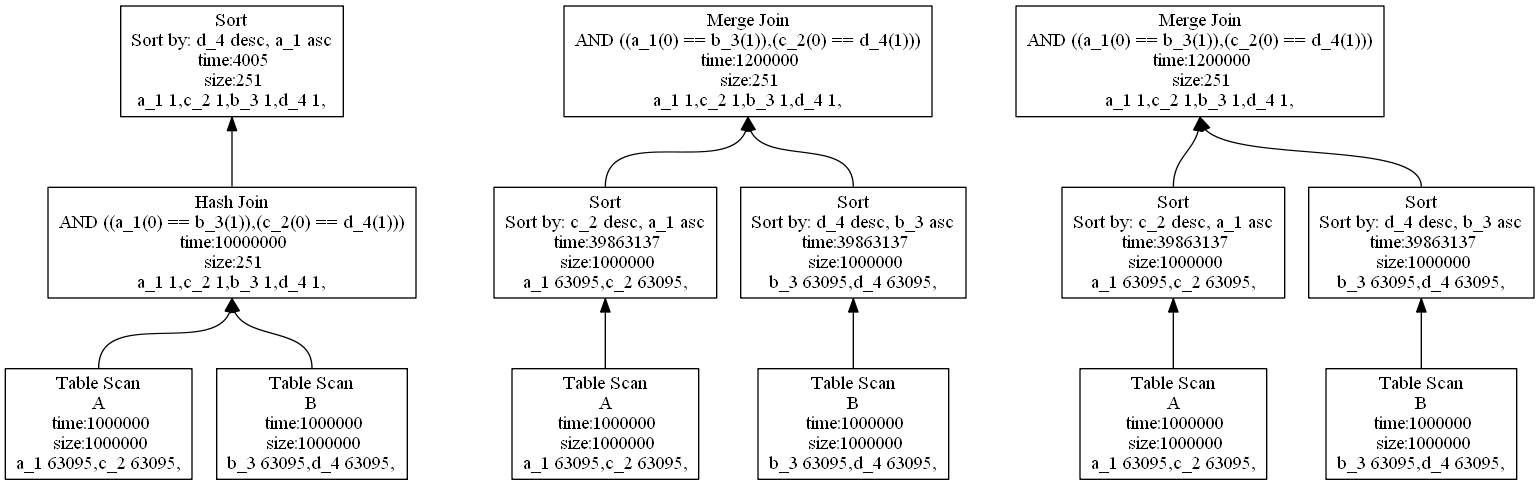 Sort
Sort by: d_4 desc, a_1 asc
time:4005
size:251
a_1 1,c_2 1,b_3 1,d_4 1,
Hash Join
AND ((a_1(0) == b_3(1)),(c_2(0) == d_4(1)))
time:10000000
size:251
a_1 1,c_2 1,b_3 1,d_4 1,
Table Scan
A
time:1000000
size:1000000
a_1 63095,c_2 63095,
Table Scan
B
time:1000000
size:1000000
b_3 63095,d_4 63095,
Merge Join
AND ((a_1(0) == b_3(1)),(c_2(0) == d_4(1)))
time:1200000
size:251
a_1 1,c_2 1,b_3 1,d_4 1,
Sort
Sort by: c_2 desc, a_1 asc
time:39863137
size:1000000
a_1 63095,c_2 63095,
Sort
Sort by: d_4 desc, b_3 asc
time:39863137
size:1000000
b_3 63095,d_4 63095,
Table Scan
A
time:1000000
size:1000000
a_1 63095,c_2 63095,
Table Scan
B
time:1000000
size:1000000
b_3 63095,d_4 63095,
Merge Join
AND ((a_1(0) == b_3(1)),(c_2(0) == d_4(1)))
time:1200000
size:251
a_1 1,c_2 1,b_3 1,d_4 1,
Sort
Sort by: c_2 desc, a_1 asc
time:39863137
size:1000000
a_1 63095,c_2 63095,
Sort
Sort by: d_4 desc, b_3 asc
time:39863137
size:1000000
b_3 63095,d_4 63095,
Table Scan
A
time:1000000
size:1000000
a_1 63095,c_2 63095,
Table Scan
B
time:1000000
size:1000000
b_3 63095,d_4 63095,